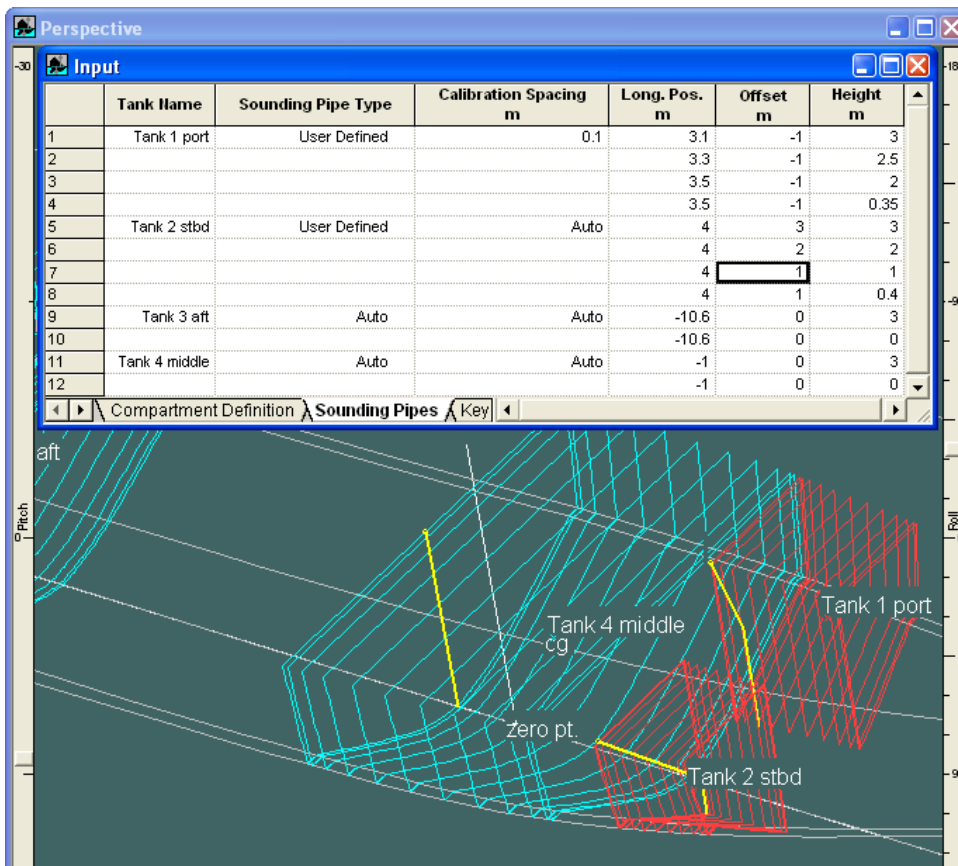 Perspective
-30
Input
-18
Tank Name Sounding Pipe Type Calibration Spacing m Long. Pos. m Offset m Height m
1 Tank 1 port User Defined 0.1 3.1 -1 3
2 3.3 -1 2.5
3 3.5 -1 2
4 3.5 -1 0.35
5 Tank 2 stbd User Defined Auto 4 3 3
6 4 2 2
7 4 1 1
8 4 1 0.4
9 Tank 3 aft Auto Auto -10.6 0 3
10 -10.6 0 0
11 Tank 4 middle Auto Auto -1 0 3
12 -1 0 0
-9
Compartment Definition Sounding Pipes Key
aft
Pitch
0
Roll
Tank 1 port
Tank 4 middle
cg
zero pt.
Tank 2 stbd
9